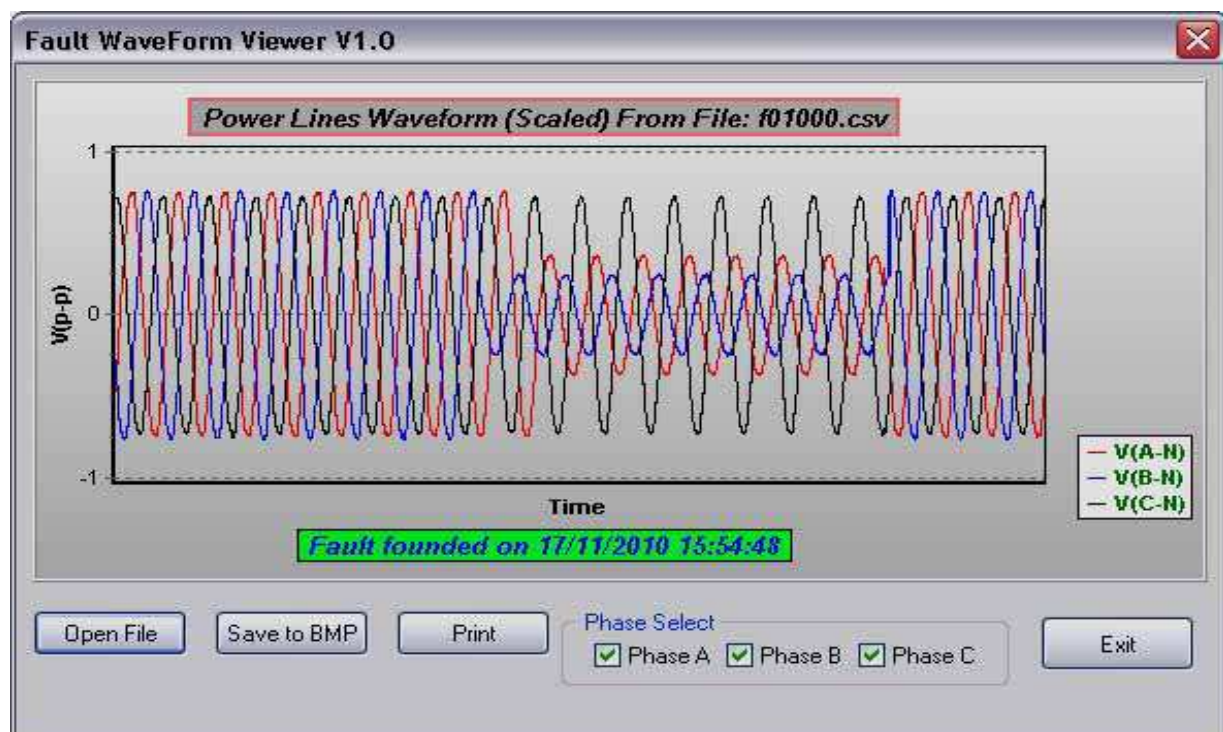 Fault WaveForm Viewer V1.0
Power Lines Waveform (Scaled) From File: f01000.csv
1
V(p-p)
0
-1
Time
V(A-N)
V(B-N)
V(C-N)
Fault founded on 17/11/2010 15:54:48
Open File
Save to BMP
Print
Phase Select
Phase A
Phase B
Phase C
Exit